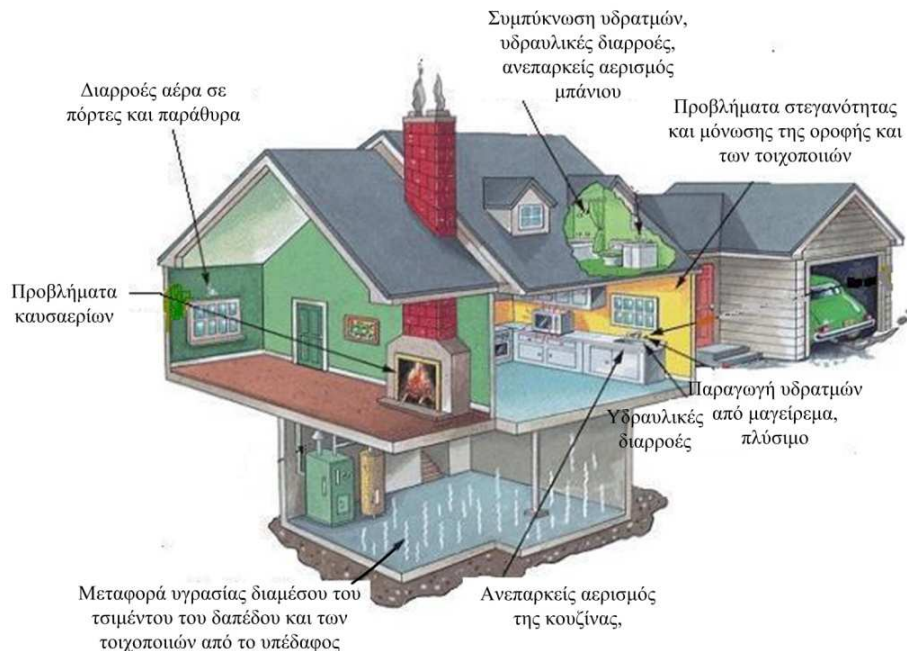 Συμπύκνωση υδρατμών,
υδραυλικές διαρροές,
ανεπαρκείς αερισμός
μπάνιου
Διαρροές αέρα σε
πόρτες και παράθυρα
Προβλήματα στεγανότητας
και μόνωσης της οροφής και
των τοιχοποιιών
Προβλήματα
καυσαερίων
Παραγωγή υδρατμών
από μαγείρεμα,
πλύσιμο
Υδραυλικές
διαρροές
Μεταφορά υγρασίας διαμέσου του
τσιμέντου του δαπέδου και των
τοιχοποιιών από το υπέδαφος
Ανεπαρκείς αερισμός
της κουζίνας,